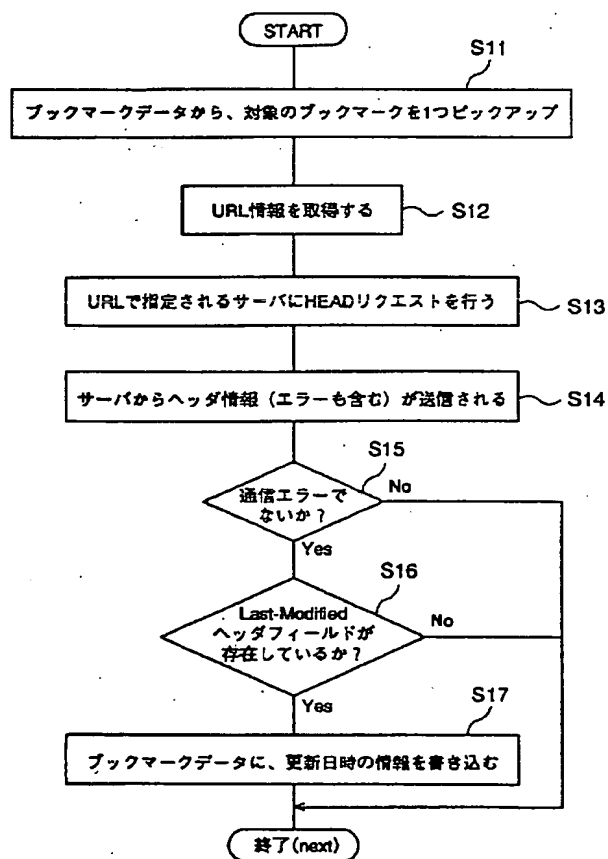 START
S11
ブックマークデータから、対象のブックマークを1つピックアップ
URL情報を取得する
S12
URLで指定されるサーバにHEADリクエストを行う
S13
サーバからヘッダ情報（エラーも含む）が送信される
S14
S15
通信エラーで
ないか？
No
Yes
S16
Last-Modified
ヘッダフィールドが
存在しているか？
No
Yes
S17
ブックマークデータに、更新日時の情報を書き込む
終了(next)